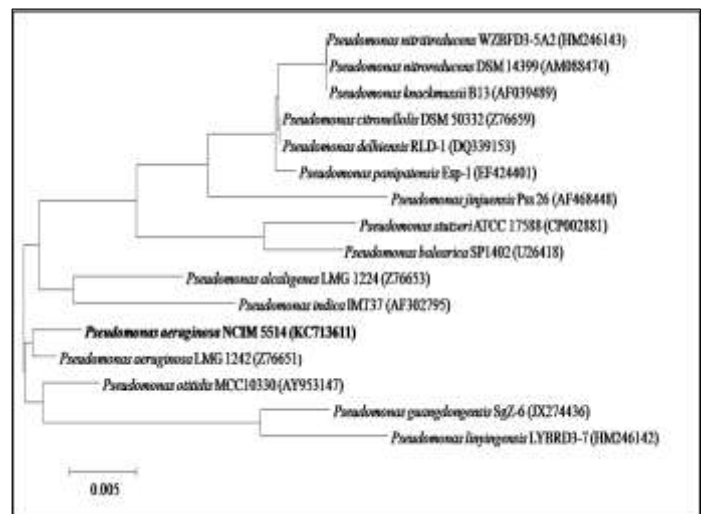 Pseudomonas nitritireducens WZBFD3-5A2 (HM246143)
Pseudomonas nitroreducens DSM 14399 (AM088474)
Pseudomonas knackmussii B13 (AF039489)
Pseudomonas citronellolis DSM 50332 (Z76659)
Pseudomonas delhiensis RLD-1 (DQ339153)
Pseudomonas panipatensis Esp-1 (EF424401)
Pseudomonas jinjuensis Pss 26 (AF468448)
Pseudomonas stutzeri ATCC 17588 (CP002881)
Pseudomonas balearica SP1402 (U26418)
Pseudomonas alcaligenes LMG 1224 (Z76653)
Pseudomonas indica IMT37 (AF302795)
Pseudomonas aeruginosa NCIM 5514 (KC713611)
Pseudomonas aeruginosa LMG 1242 (Z76651)
Pseudomonas otitidis MCC10330 (AY953147)
Pseudomonas guangdongensis SgZ-6 (JX274436)
Pseudomonas linyingensis LYBRD3-7 (HM246142)
0.005